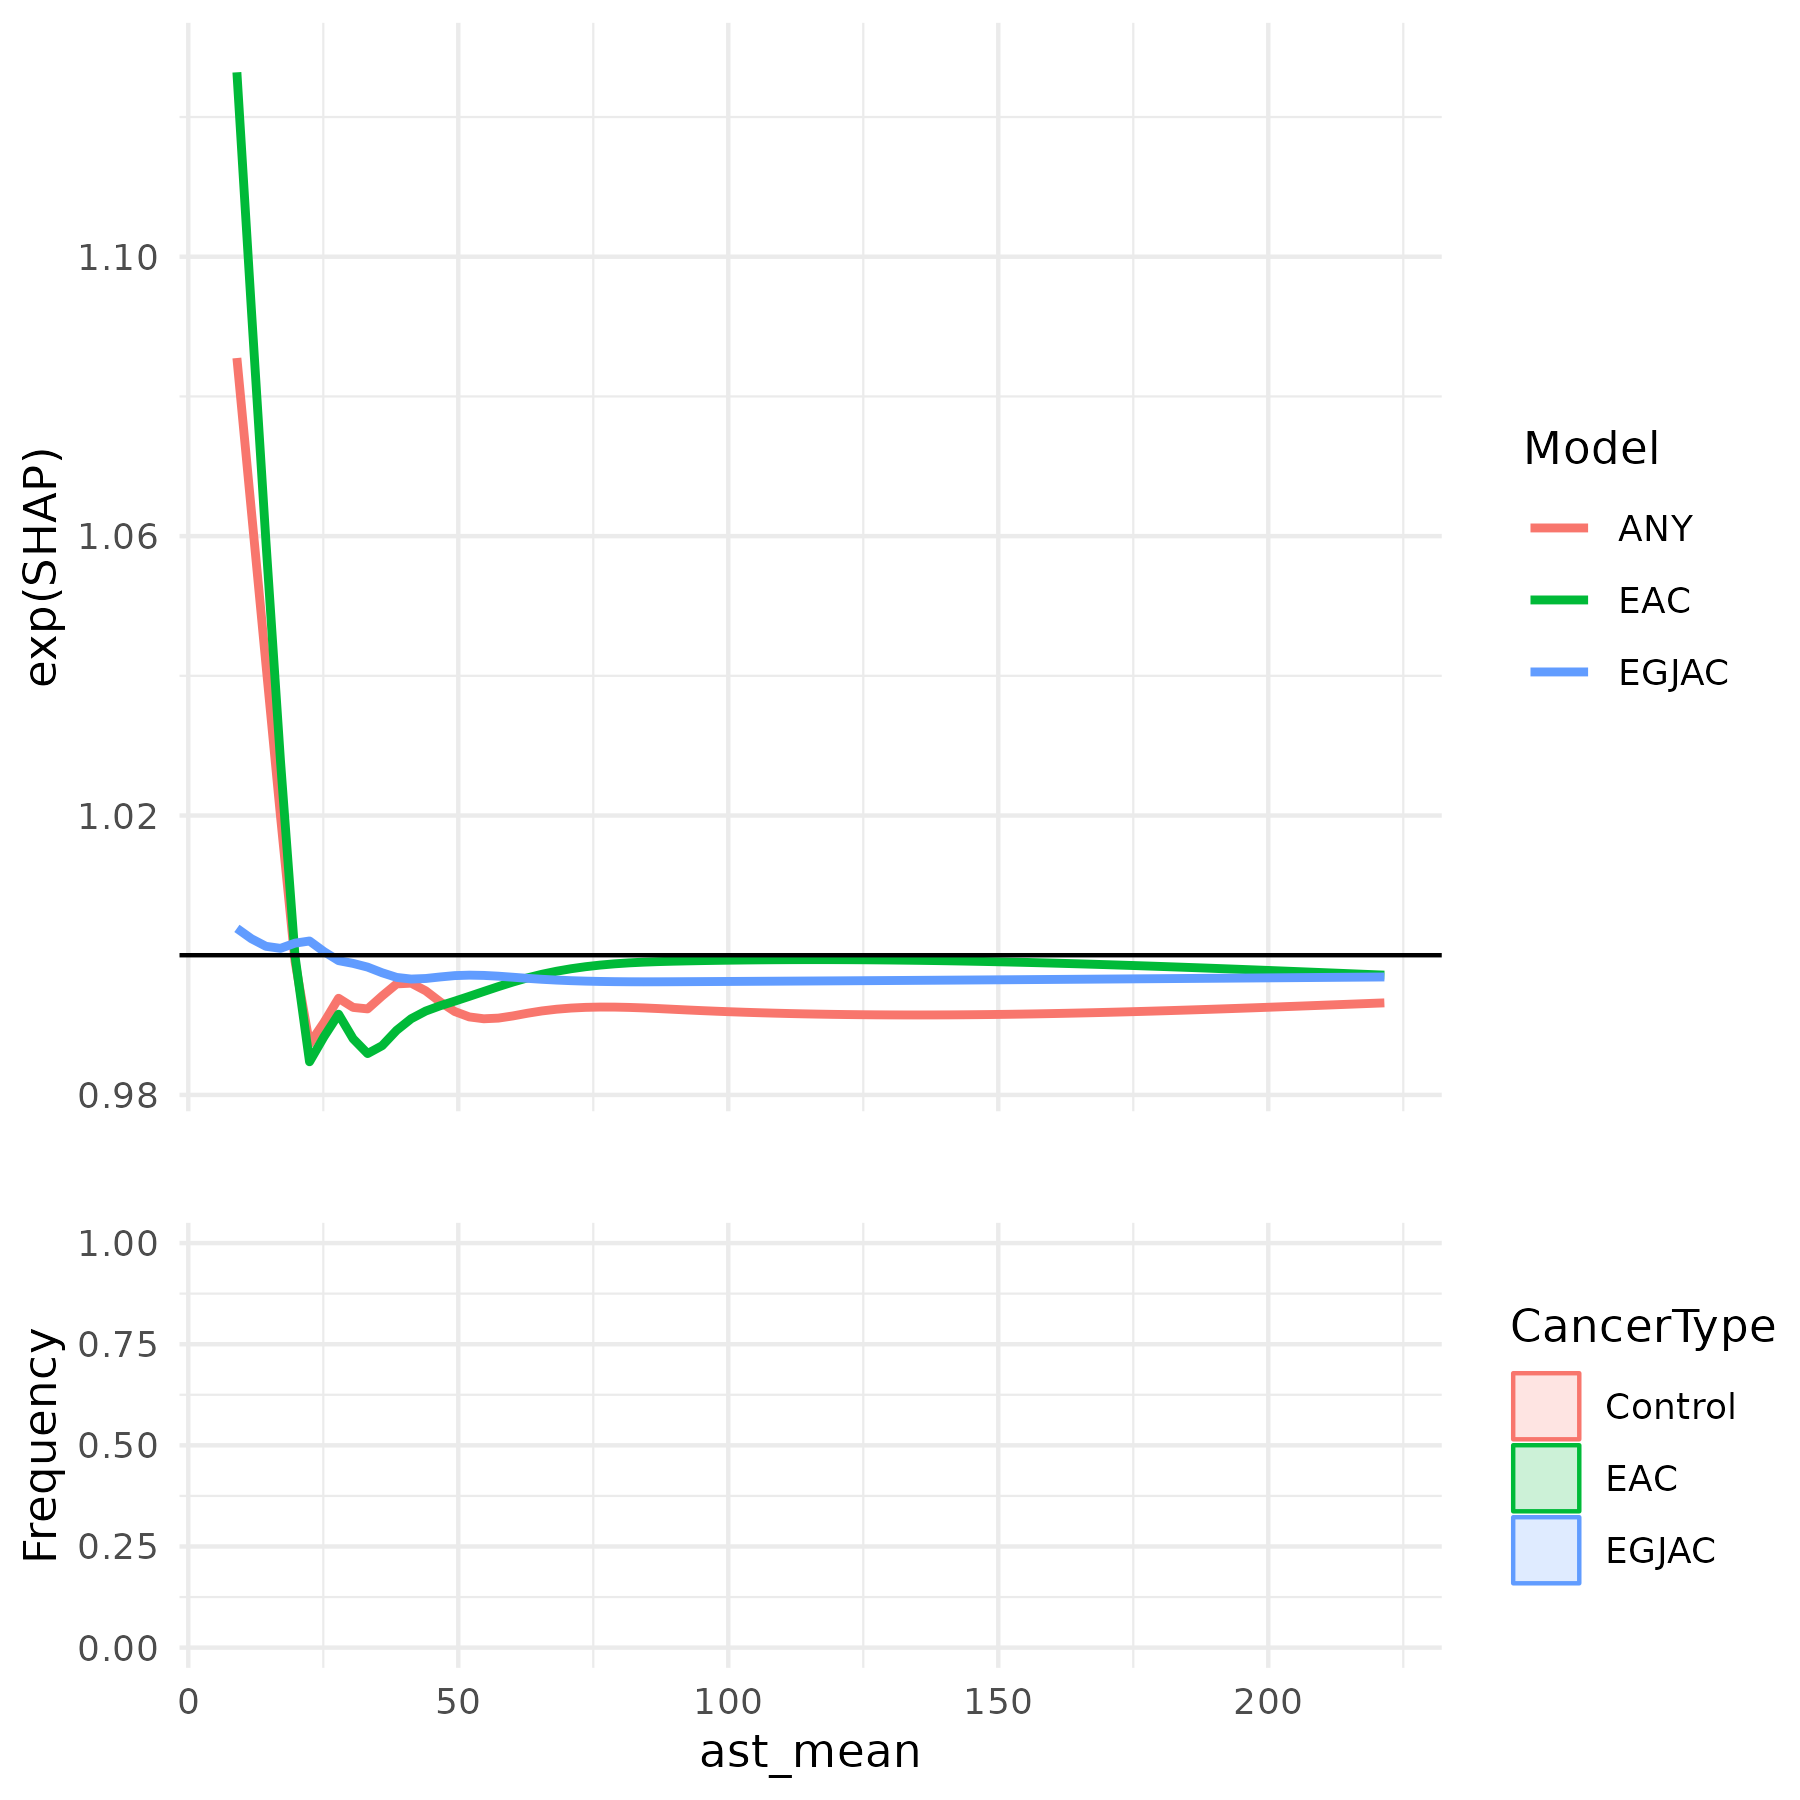 exp(SHAP)
1.10
1.06
1.02
0.98
Model
ANY
EAC
EGJAC
Frequency
1.00
0.75
0.50
0.25
0.00
0 50 100 150 200
ast_mean
CancerType
Control
EAC
EGJAC